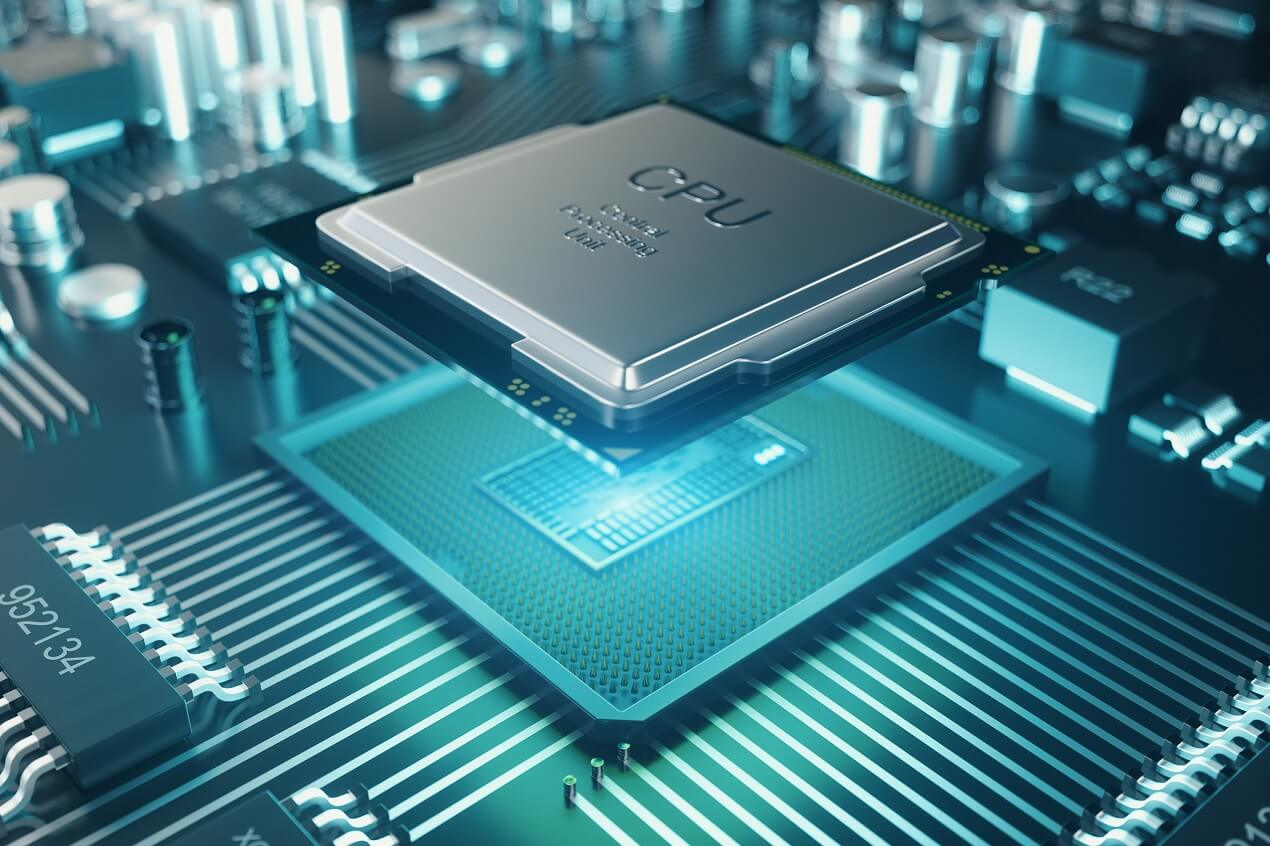 CPU
Central
Processing
Unit
R22
952134